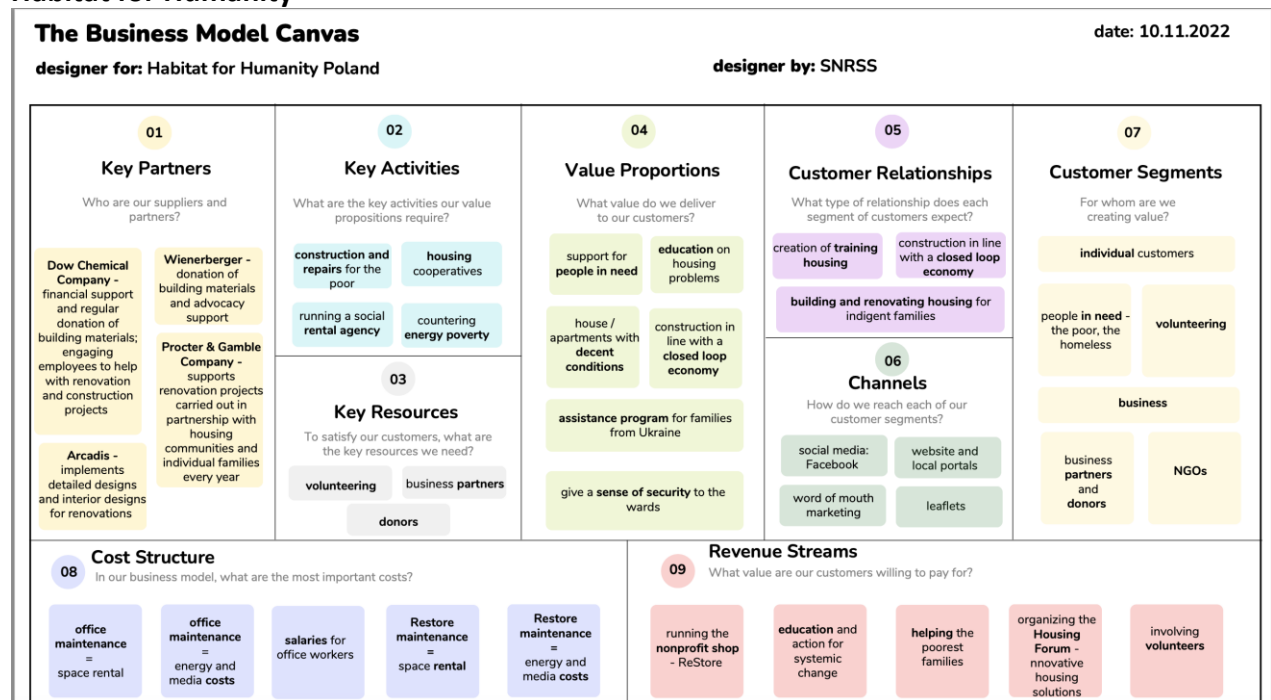 Habitat for Humanity
The Business Model Canvas
date: 10.11.2022
designer for: Habitat for Humanity Poland
designer by: SNRSS
01
Key Partners
Who are our suppliers and
partners?
Dow Chemical
Company -
financial support
and regular
donation of
building materials;
engaging
employees to help
with renovation
and construction
projects
Wienerberger -
donation of
building materials
and advocacy
support
Procter & Gamble
Company -
supports
renovation projects
carried out in
partnership with
housing
communities and
individual families
every year
Arcadis -
implements
detailed designs
and interior designs
for renovations
02
Key Activities
What are the key activities our value
propositions require?
construction and
repairs for the
poor
housing
cooperatives
running a social
rental agency
countering
energy poverty
03
Key Resources
To satisfy our customers, what are
the key resources we need?
volunteering
business partners
donors
04
Value Proportions
What value do we deliver
to our customers?
support for
people in need
education on
housing
problems
house /
apartments with
decent
conditions
construction in
line with a
closed loop
economy
assistance program for families
from Ukraine
give a sense of security to the
wards
05
Customer Relationships
What type of relationship does each
segment of customers expect?
creation of training
housing
construction in line
with a closed loop
economy
building and renovating housing for
indigent families
06
Channels
How do we reach each of our
customer segments?
social media:
Facebook
website and
local portals
word of mouth
marketing
leaflets
07
Customer Segments
For whom are we
creating value?
individual customers
people in need -
the poor, the
homeless
volunteering
business
business
partners
and
donors
NGOs
08
Cost Structure
In our business model, what are the most important costs?
office
maintenance
=
space rental
office
maintenance
=
energy and
media costs
salaries for
office workers
Restore
maintenance
=
space rental
Restore
maintenance
=
energy and
media costs
09
Revenue Streams
What value are our customers willing to pay for?
running the
nonprofit shop
- ReStore
education and
action for
systemic
change
helping the
poorest
families
organizing the
Housing
Forum -
nnovative
housing
solutions
involving
volunteers